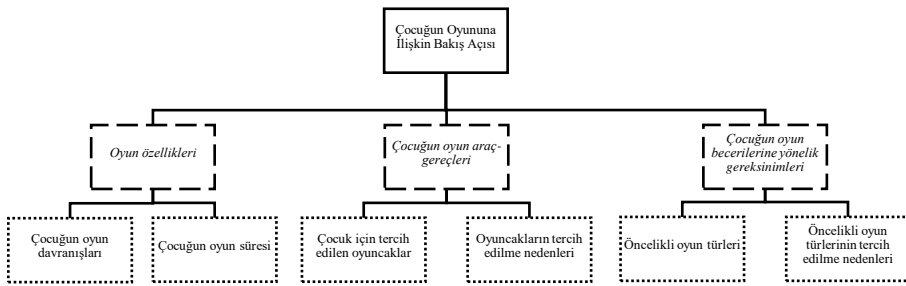 Çocuğun Oyununa
İlişkin Bakış Açısı
Oyun özellikleri
Çocuğun oyun araç-
gereçleri
Çocuğun oyun
becerilerine yönelik
gereksinimleri
Çocuğun oyun
davranışları
Çocuğun oyun süresi
Çocuk için tercih
edilen oyuncaklar
Oyuncakların tercih
edilme nedenleri
Öncelikli oyun türleri
Öncelikli oyun
türlerinin tercih
edilme nedenleri